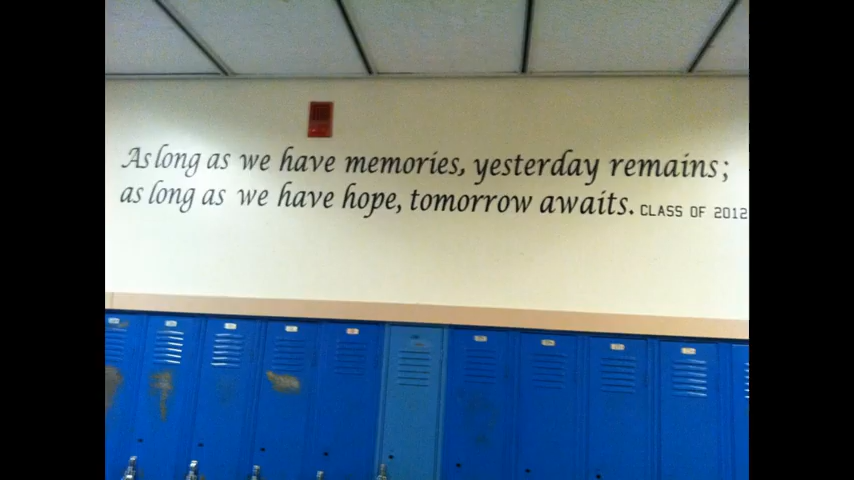 As long as we have memories, yesterday remains;
as long as we have hope, tomorrow awaits. CLASS OF 2012